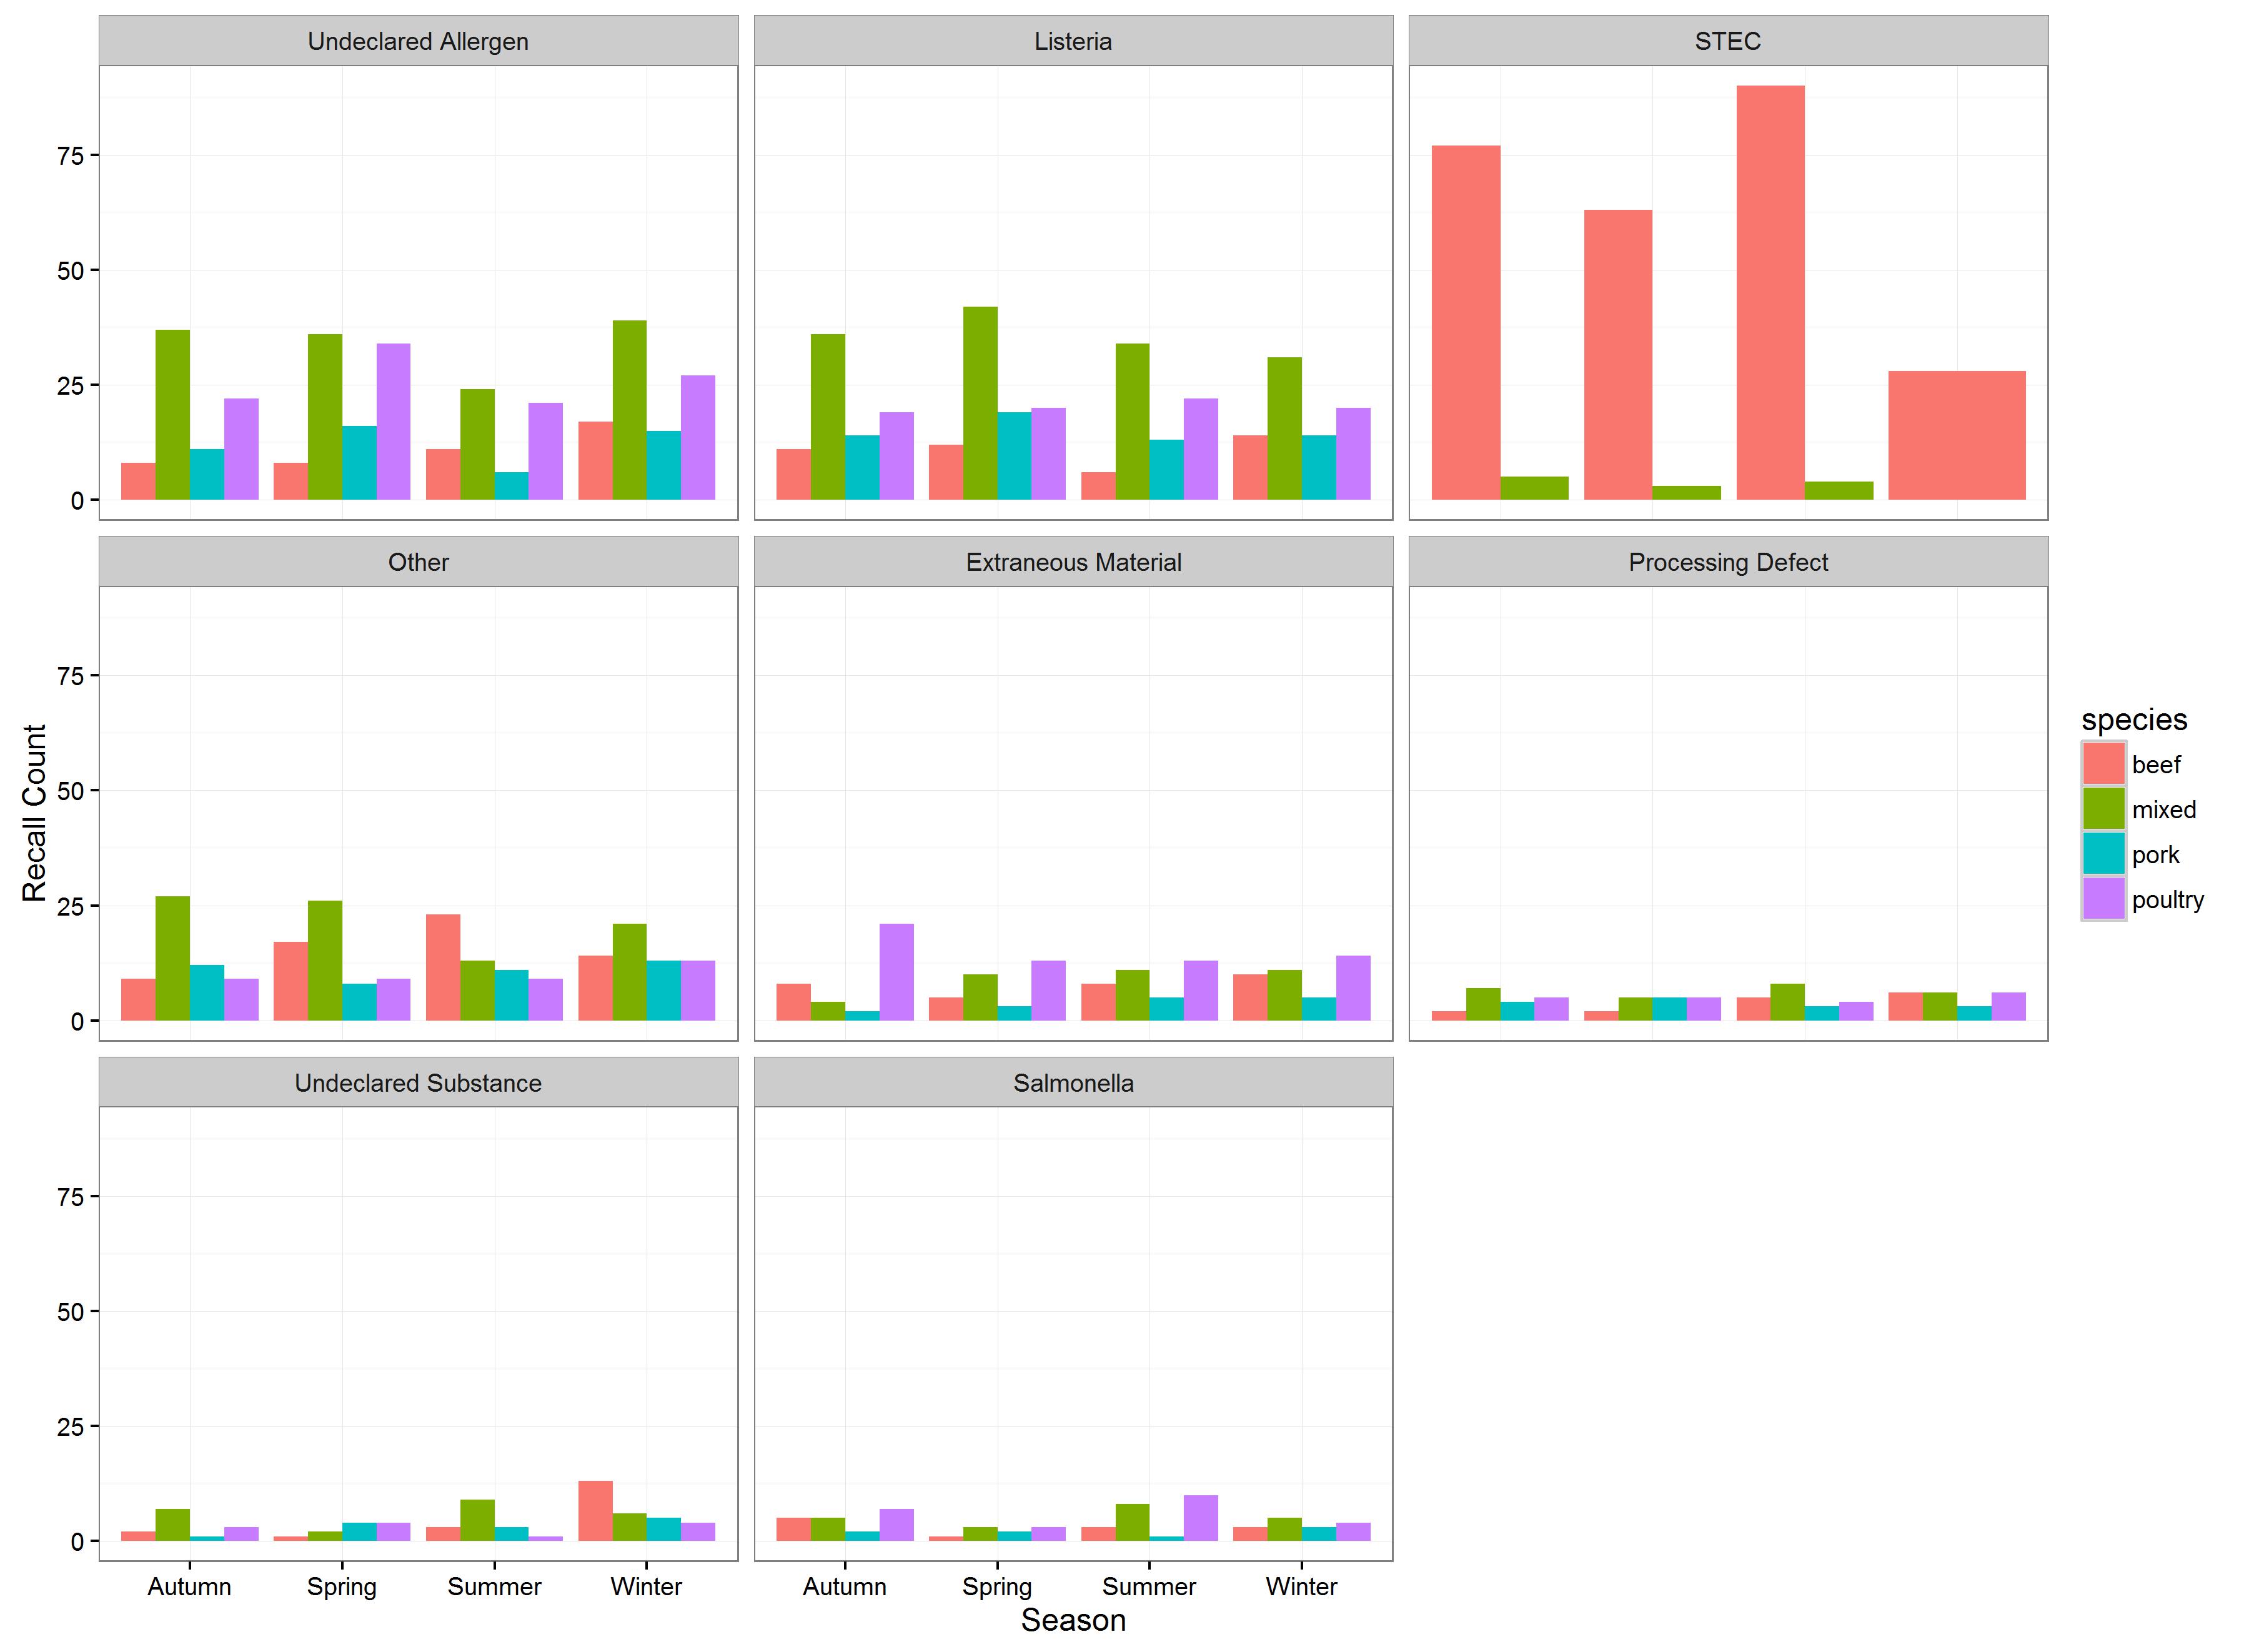 Undeclared Allergen
Listeria
STEC
75
50
25
0
Other
Extraneous Material
Processing Defect
75
50
25
0
Undeclared Substance
Salmonella
75
50
25
0
Autumn Spring Summer Winter
Autumn Spring Summer Winter
Season
Recall Count
species
beef
mixed
pork
poultry